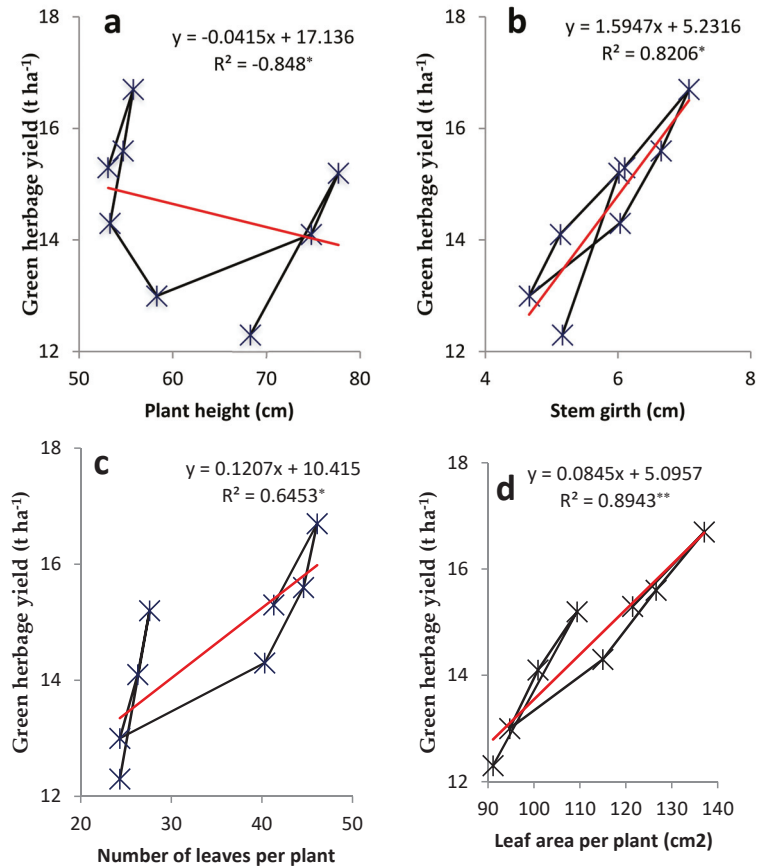 a
y = -0.0415x + 17.136
R² = -0.848*
Green herbage yield (t ha⁻¹)
18
16
14
12
50
60
70
80
Plant height (cm)
b
y = 1.5947x + 5.2316
R² = 0.8206*
Green herbage yield (t ha⁻¹)
18
16
14
12
4
6
8
Stem girth (cm)
c
y = 0.1207x + 10.415
R² = 0.6453*
Green herbage yield (t ha⁻¹)
18
16
14
12
20
30
40
50
Number of leaves per plant
d
y = 0.0845x + 5.0957
R² = 0.8943**
Green herbage yield (t ha⁻¹)
18
16
14
12
90
100
110
120
130
140
Leaf area per plant (cm2)